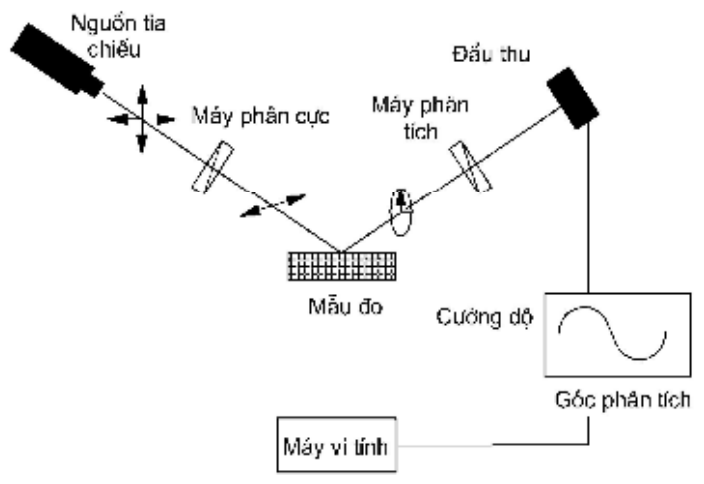 Nguồn tia
chiếu
Đầu thu
Máy phân cực
Máy phân
tích
Mẫu đo
Cường độ
Góc phân tích
Máy vi tính